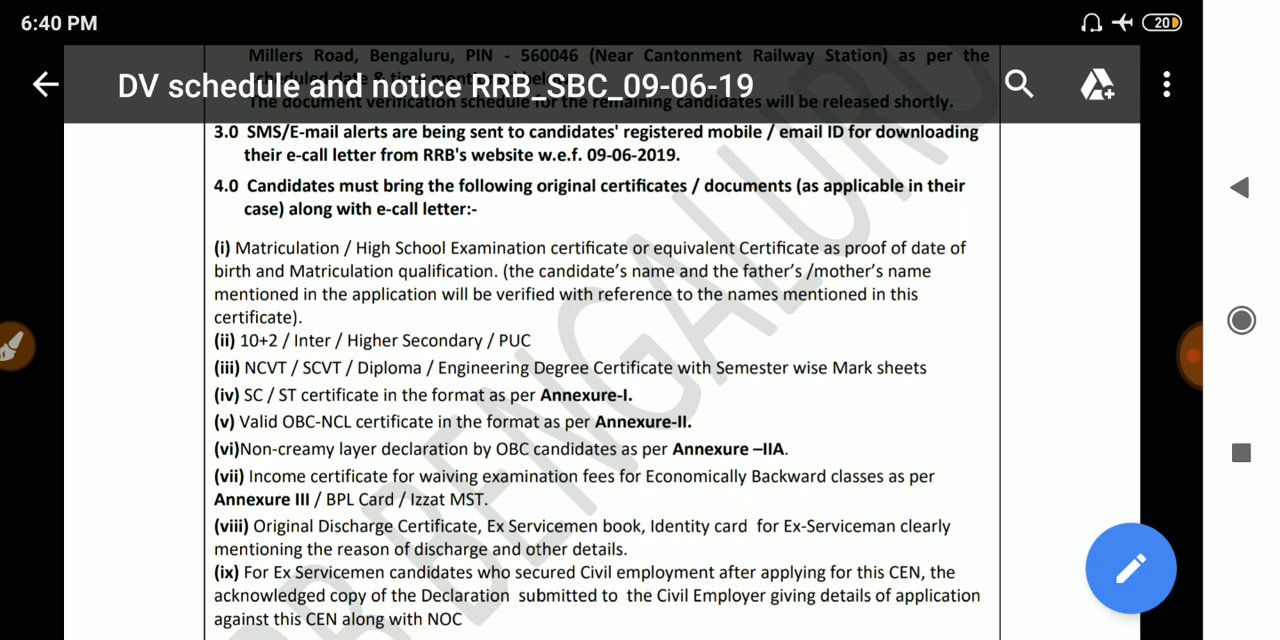 6:40 PM
20
Millers Road, Bengaluru, PIN - 560046 (Near Cantonment Railway Station) as per the
DV schedule and notice RRB_SBC_09-06-19
The document verification schedule for the remaining candidates will be released shortly.
3.0 SMS/E-mail alerts are being sent to candidates' registered mobile / email ID for downloading
their e-call letter from RRB's website w.e.f. 09-06-2019.
4.0 Candidates must bring the following original certificates / documents (as applicable in their
case) along with e-call letter:-
(i) Matriculation / High School Examination certificate or equivalent Certificate as proof of date of
birth and Matriculation qualification. (the candidate's name and the father's /mother's name
mentioned in the application will be verified with reference to the names mentioned in this
certificate).
(ii) 10+2 / Inter / Higher Secondary / PUC
(iii) NCVT / SCVT / Diploma / Engineering Degree Certificate with Semester wise Mark sheets
(iv) SC / ST certificate in the format as per Annexure-I.
(v) Valid OBC-NCL certificate in the format as per Annexure-II.
(vi)Non-creamy layer declaration by OBC candidates as per Annexure –IIA.
(vii) Income certificate for waiving examination fees for Economically Backward classes as per
Annexure III / BPL Card / Izzat MST.
(viii) Original Discharge Certificate, Ex Servicemen book, Identity card for Ex-Serviceman clearly
mentioning the reason of discharge and other details.
(ix) For Ex Servicemen candidates who secured Civil employment after applying for this CEN, the
acknowledged copy of the Declaration submitted to the Civil Employer giving details of application
against this CEN along with NOC